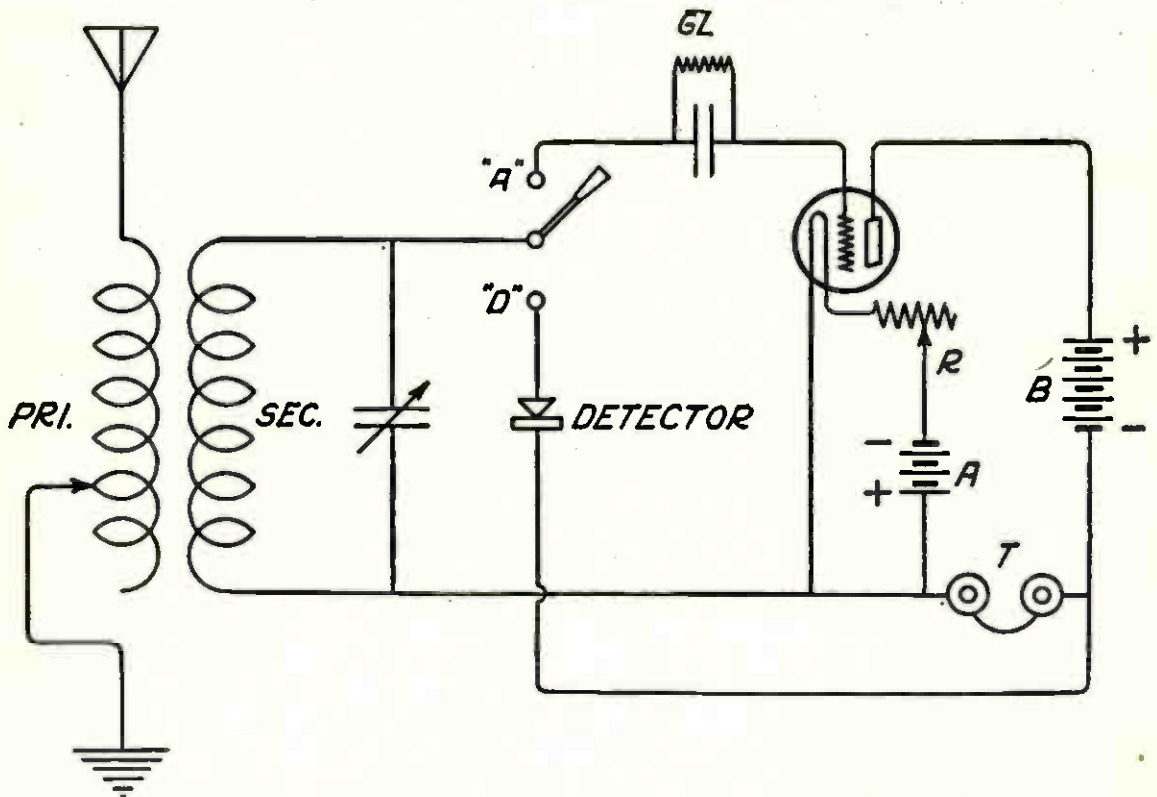 GL
"A"
"D"
PRI.
SEC.
DETECTOR
R
B
+
-
-
+
A
T